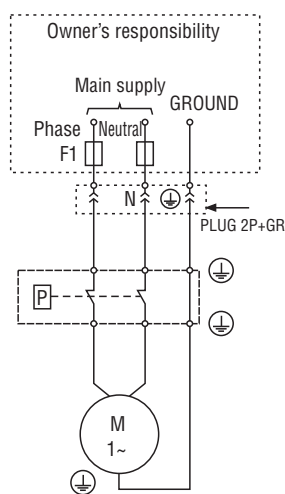 Owner's responsibility
Main supply
GROUND
Phase Neutral
F1
N
PLUG 2P+GR
P
M
1~